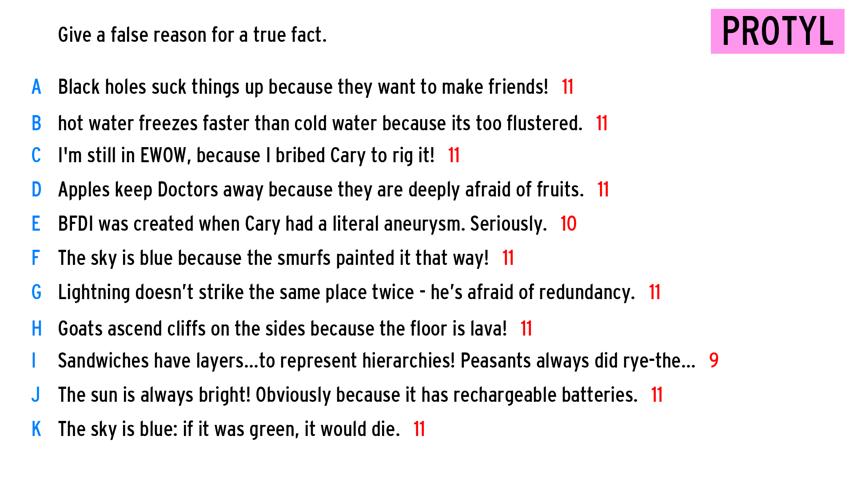 Give a false reason for a true fact.
PROTYL
A Black holes suck things up because they want to make friends! 11
B hot water freezes faster than cold water because its too flustered. 11
C I'm still in EWOW, because I bribed Cary to rig it! 11
D Apples keep Doctors away because they are deeply afraid of fruits. 11
E BFDI was created when Cary had a literal aneurysm. Seriously. 10
F The sky is blue because the smurfs painted it that way! 11
G Lightning doesn’t strike the same place twice - he’s afraid of redundancy. 11
H Goats ascend cliffs on the sides because the floor is lava! 11
I Sandwiches have layers...to represent hierarchies! Peasants always did rye-the... 9
J The sun is always bright! Obviously because it has rechargeable batteries. 11
K The sky is blue: if it was green, it would die. 11